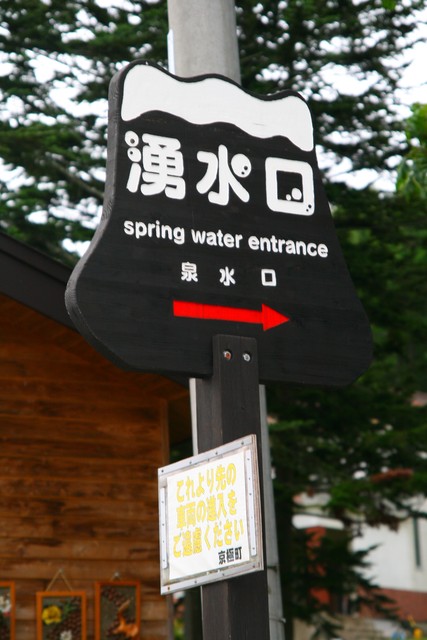 湧水口
spring water entrance
泉水口
これより先の
車両の進入を
ご遠慮ください
京極町